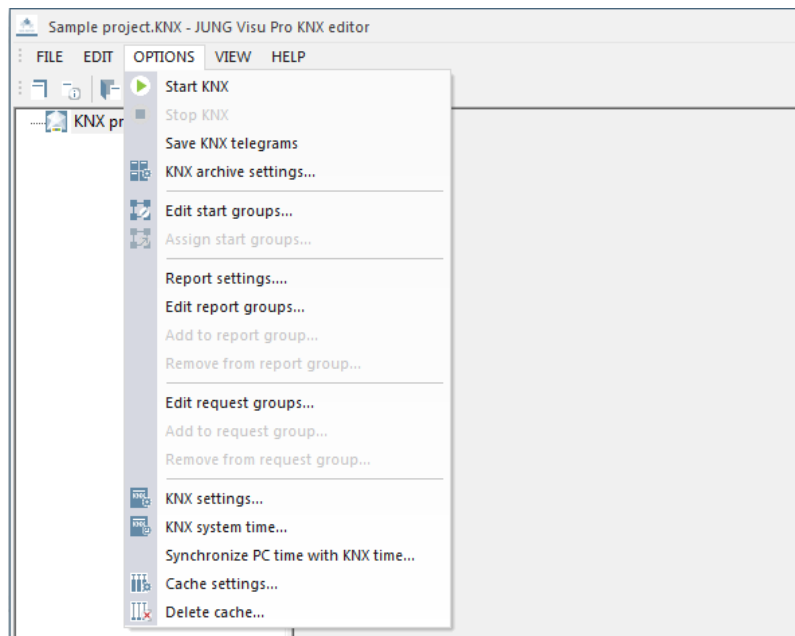 Sample project.KNX - JUNG Visu Pro KNX editor
FILE EDIT OPTIONS VIEW HELP
KNX pr
Start KNX
Stop KNX
Save KNX telegrams
KNX archive settings...
Edit start groups...
Assign start groups...
Report settings....
Edit report groups...
Add to report group...
Remove from report group...
Edit request groups...
Add to request group...
Remove from request group...
KNX settings...
KNX system time...
Synchronize PC time with KNX time...
Cache settings...
Delete cache...